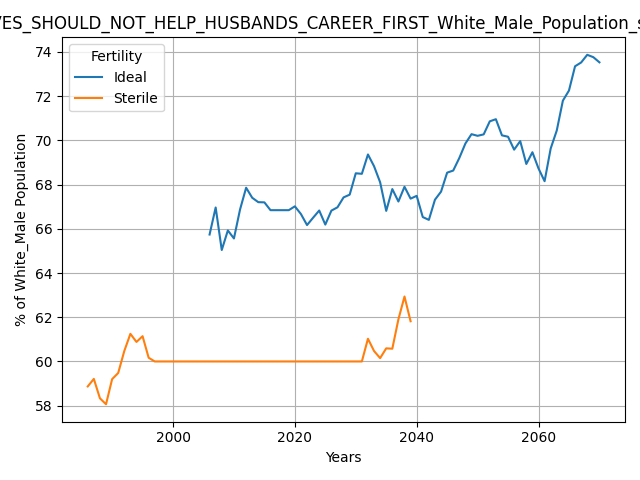 YES_SHOULD_NOT_HELP_HUSBANDS_CAREER_FIRST_White_Male_Population_s
Fertility
Ideal
Sterile
% of White_Male Population
74
72
70
68
66
64
62
60
58
2000
2020
2040
2060
Years